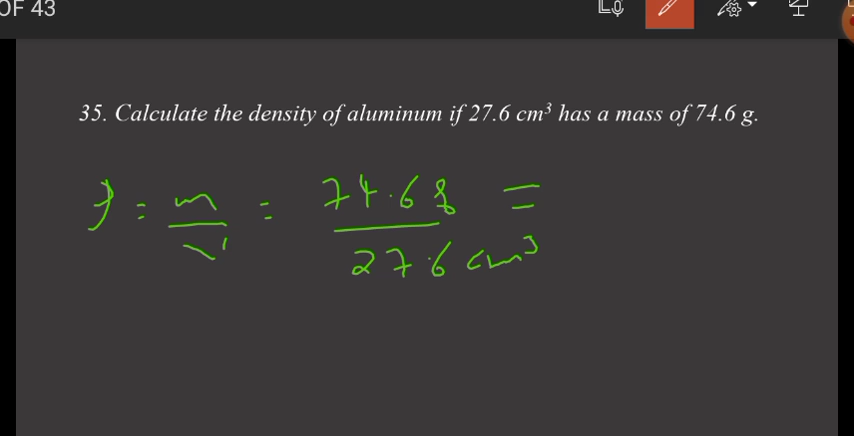 OF 43
35. Calculate the density of aluminum if 27.6 cm³ has a mass of 74.6 g.
ρ = m/v = 74.6 g/27.6 cm³ =